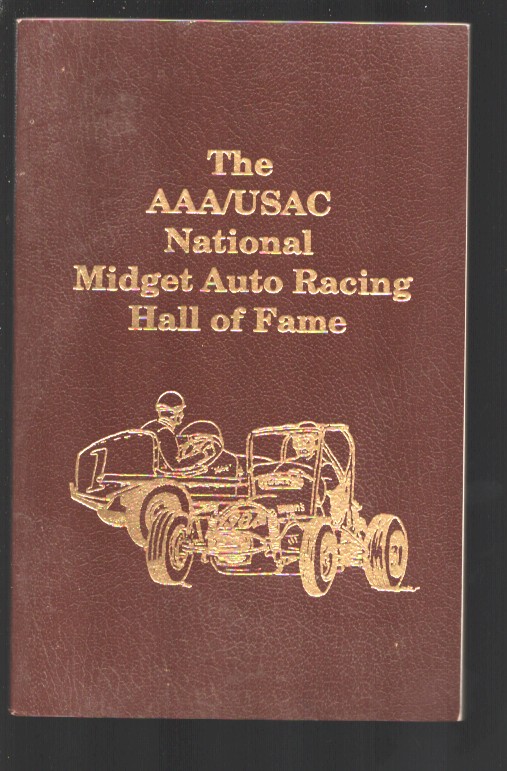 The
AAA/USAC
National
Midget Auto Racing
Hall of Fame